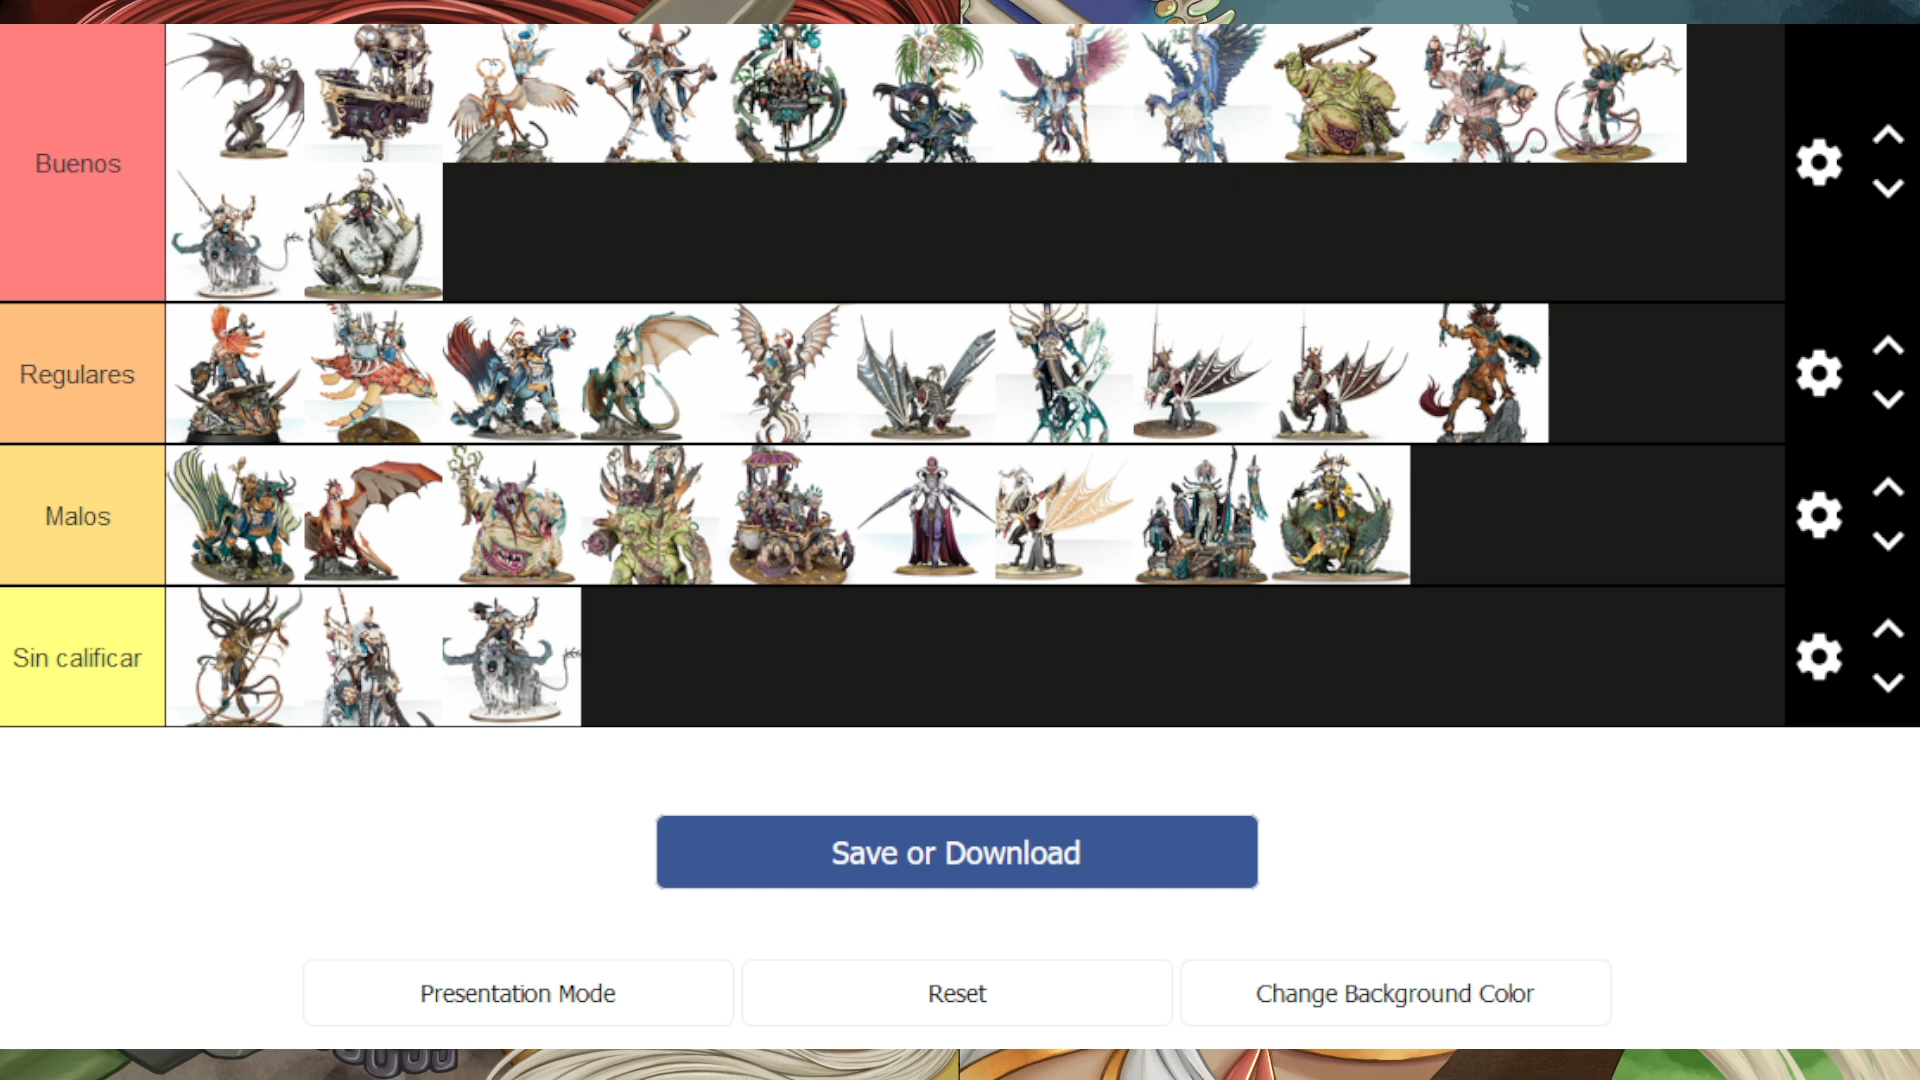 Buenos
Regulares
Malos
Sin calificar
Save or Download
Presentation Mode
Reset
Change Background Color